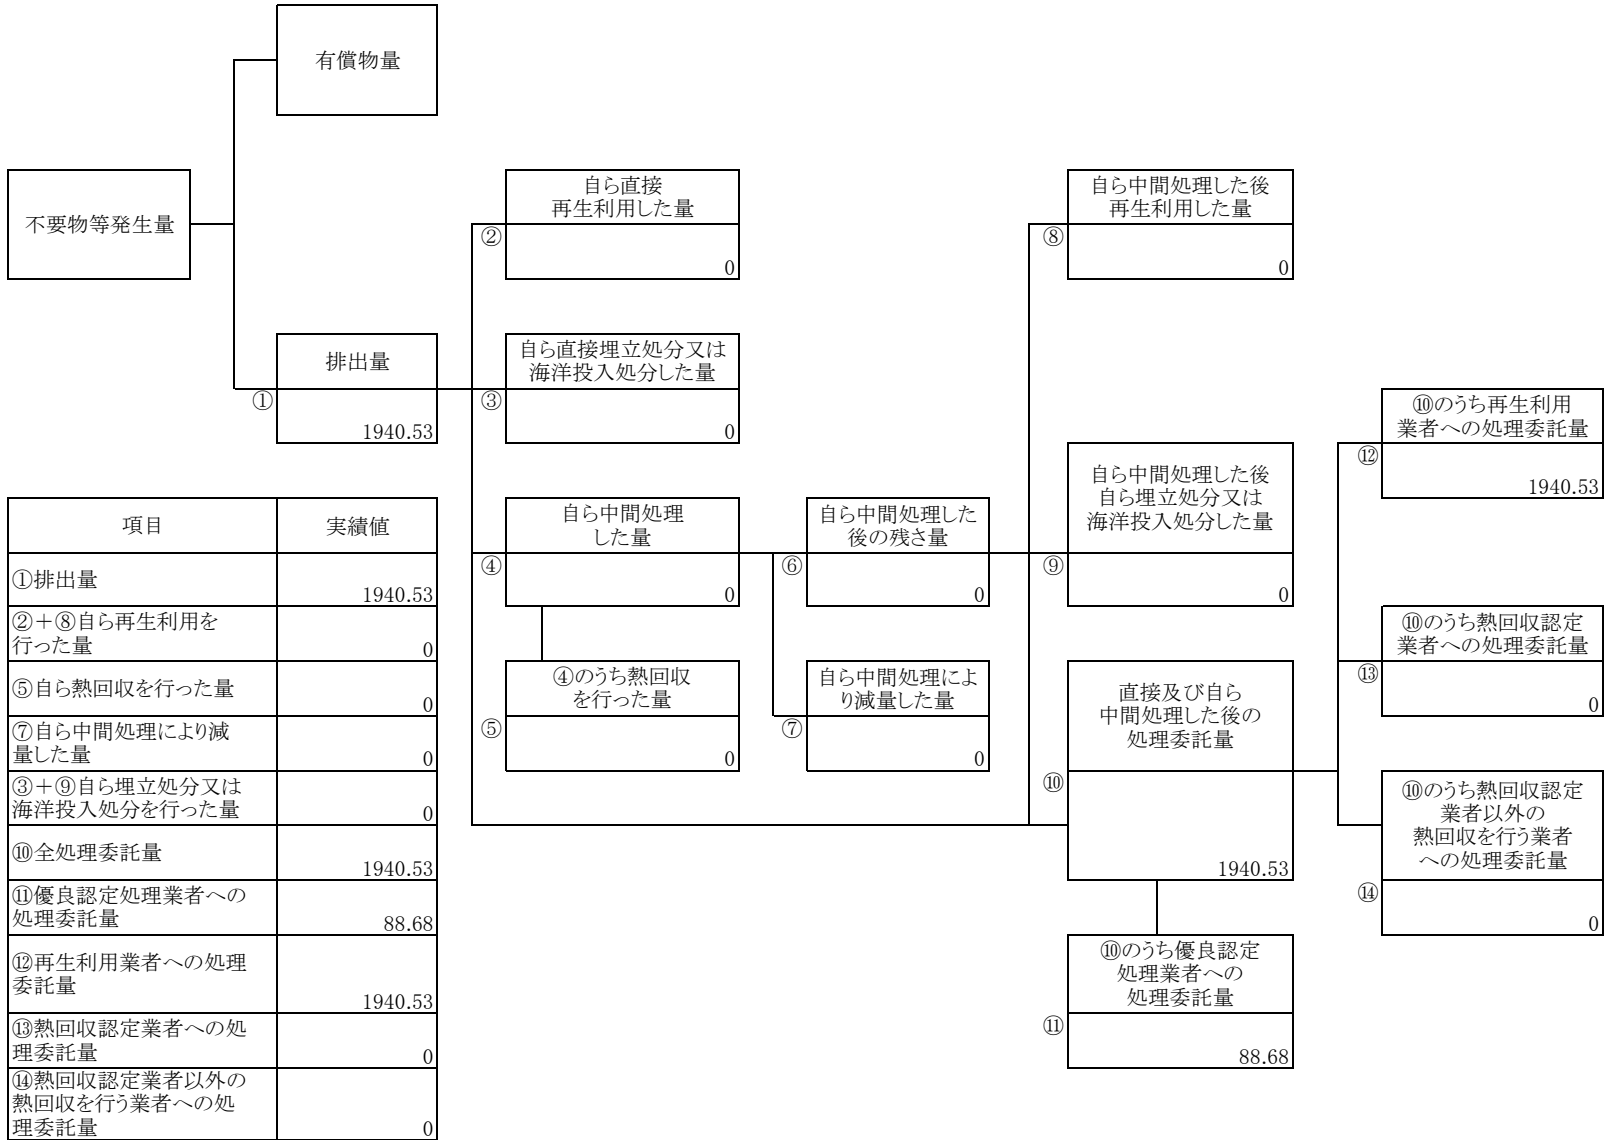 有償物量
不要物等発生量
自ら直接
再生利用した量
②
0
自ら中間処理した後
再生利用した量
⑧
0
排出量
①
1940.53
自ら直接埋立処分又は
海洋投入処分した量
③
0
⑩のうち再生利用
業者への処理委託量
⑫
1940.53
自ら中間処理
した量
④
0
自ら中間処理した
後の残さ量
⑥
0
自ら中間処理した後
自ら埋立処分又は
海洋投入処分した量
⑨
0
⑩のうち熱回収認定
業者への処理委託量
⑬
0
④のうち熱回収
を行った量
⑤
0
自ら中間処理によ
り減量した量
⑦
0
直接及び自ら
中間処理した後の
処理委託量
⑩
1940.53
⑩のうち熱回収認定
業者以外の
熱回収を行う業者
への処理委託量
⑭
0
⑩のうち優良認定
処理業者への
処理委託量
⑪
88.68
項目 実績値
①排出量
1940.53
②+⑧自ら再生利用を
行った量
0
⑤自ら熱回収を行った量
0
⑦自ら中間処理により減
量した量
0
③+⑨自ら埋立処分又は
海洋投入処分を行った量
0
⑩全処理委託量
1940.53
⑪優良認定処理業者への
処理委託量
88.68
⑫再生利用業者への処理
委託量
1940.53
⑬熱回収認定業者への処
理委託量
0
⑭熱回収認定業者以外の
熱回収を行う業者への処
理委託量
0